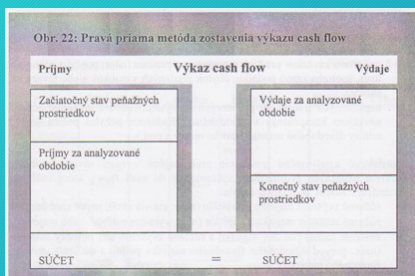 Obr. 22: Pravá priama metóda zostavenia výkazu cash flow
Príjmy Výkaz cash flow Výdaje
Začiatočný stav peňažných
prostriedkov
Príjmy za analyzované
obdobie
Výdaje za analyzované
obdobie
Konečný stav peňažných
prostriedkov
SÚČET = SÚČET